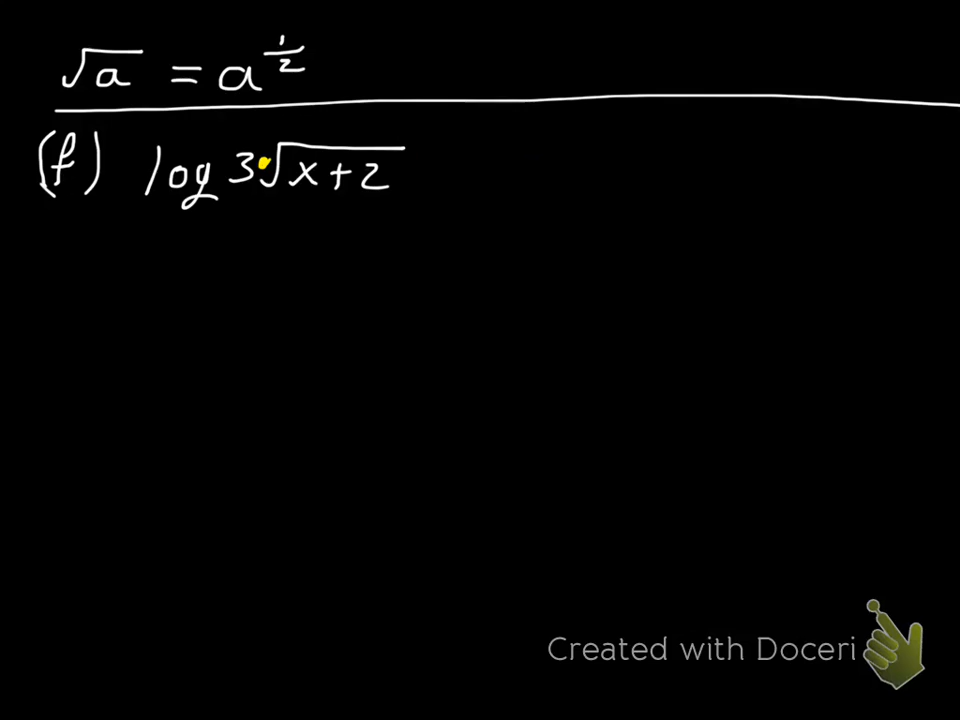 √a = a^(1/2)
(f) log 3·√(x+2)
Created with Doceri